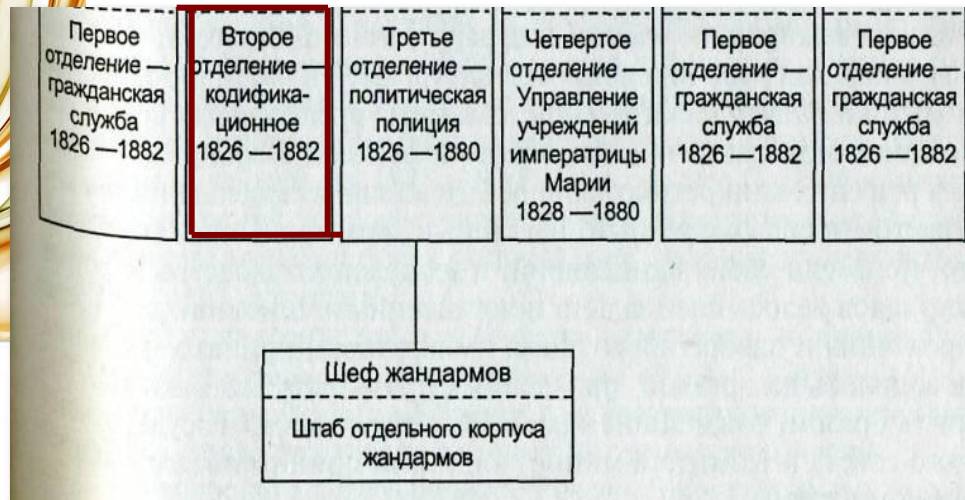 Первое
отделение —
гражданская
служба
1826 —1882
Второе
отделение —
кодифика-
ционное
1826 —1882
Третье
отделение —
политическая
полиция
1826 —1880
Четвертое
отделение —
Управление
учреждений
императрицы
Марии
1828 —1880
Первое
отделение —
гражданская
служба
1826 —1882
Первое
отделение —
гражданская
служба
1826 —1882
Шеф жандармов
Штаб отдельного корпуса
жандармов